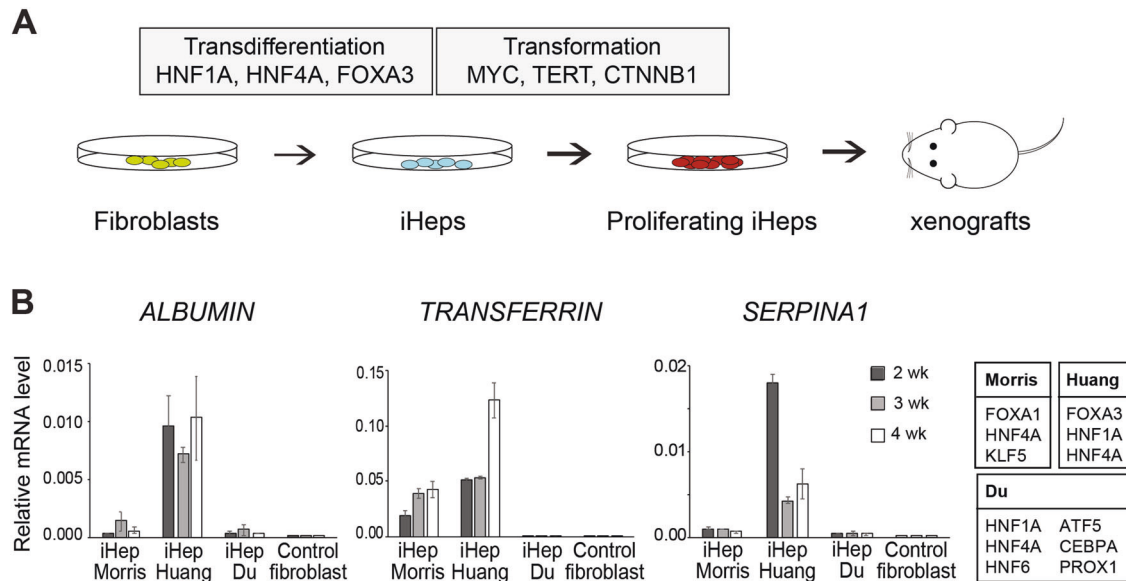 A
Transdifferentiation
HNF1A, HNF4A, FOXA3
Transformation
MYC, TERT, CTNNB1
Fibroblasts
iHeps
Proliferating iHeps
xenografts
B
ALBUMIN
TRANSFERRIN
SERPINA1
Relative mRNA level
0.015
0.010
0.005
0.000
iHep Morris
iHep Huang
iHep Du
Control fibroblast
0.15
0.10
0.05
0.00
iHep Morris
iHep Huang
iHep Du
Control fibroblast
0.02
0.01
0.00
iHep Morris
iHep Huang
iHep Du
Control fibroblast
2 wk
3 wk
4 wk
Morris
FOXA1
HNF4A
KLF5
Huang
FOXA3
HNF1A
HNF4A
Du
HNF1A ATF5
HNF4A CEBPA
HNF6 PROX1